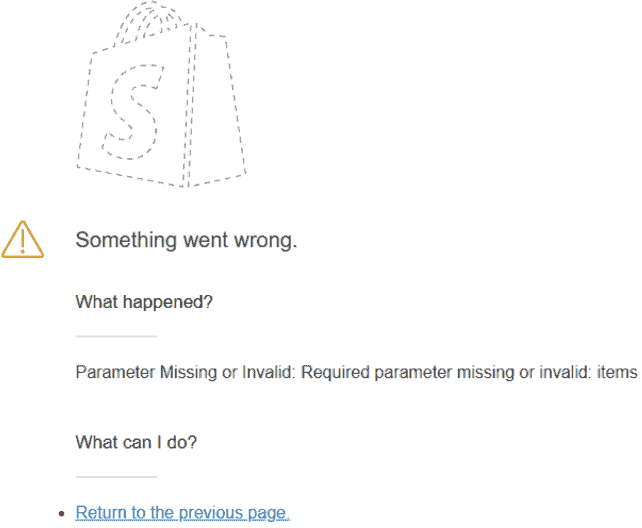 S
Something went wrong.
What happened?
Parameter Missing or Invalid: Required parameter missing or invalid: items
What can I do?
Return to the previous page.